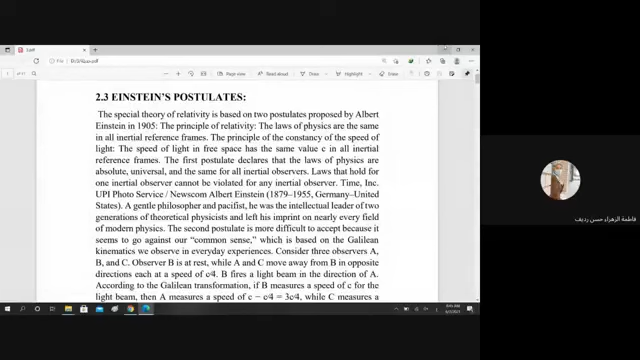 Page view
Read aloud
Draw
Highlight
Erase
2.3 EINSTEIN'S POSTULATES:
The special theory of relativity is based on two postulates proposed by Albert
Einstein in 1905: The principle of relativity: The laws of physics are the same
in all inertial reference frames. The principle of the constancy of the speed of
light: The speed of light in free space has the same value c in all inertial
reference frames. The first postulate declares that the laws of physics are
absolute, universal, and the same for all inertial observers. Laws that hold for
one inertial observer cannot be violated for any inertial observer. Time, Inc.
UPI Photo Service / Newscom Albert Einstein (1879–1955, Germany–United
States). A gentle philosopher and pacifist, he was the intellectual leader of two
generations of theoretical physicists and left his imprint on nearly every field
of modern physics. The second postulate is more difficult to accept because it
seems to go against our "common sense," which is based on the Galilean
kinematics we observe in everyday experiences. Consider three observers A,
B, and C. Observer B is at rest, while A and C move away from B in opposite
directions each at a speed of c⁄4. B fires a light beam in the direction of A.
According to the Galilean transformation, if B measures a speed of c for the
light beam, then A measures a speed of c − c⁄4 = 3c⁄4, while C measures a
فاطمة الزهراء حسن رديف